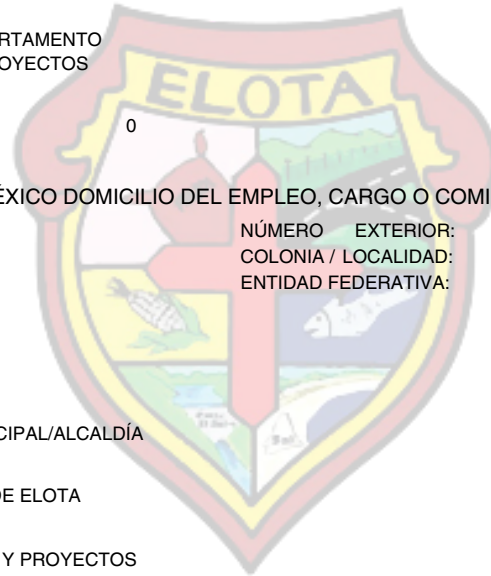 RTAMENTO
OYECTOS
ELOTA
0
ÉXICO DOMICILIO DEL EMPLEO, CARGO O COMI
NÚMERO EXTERIOR:
COLONIA / LOCALIDAD:
ENTIDAD FEDERATIVA:
CIPAL/ALCALDÍA
DE ELOTA
Y PROYECTOS